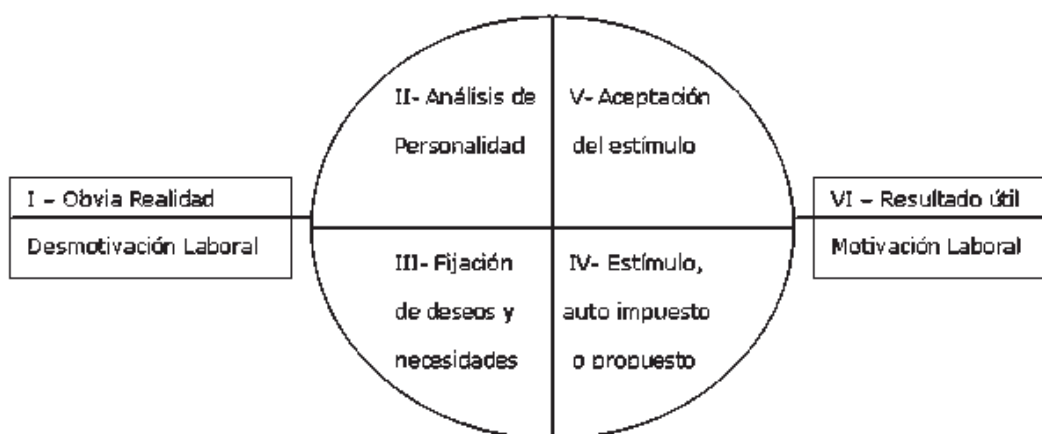 I – Obvia Realidad
Desmotivación Laboral
II- Análisis de
Personalidad
III- Fijación
de deseos y
necesidades
IV- Estímulo,
auto impuesto
o propuesto
V- Aceptación
del estímulo
VI – Resultado útil
Motivación Laboral